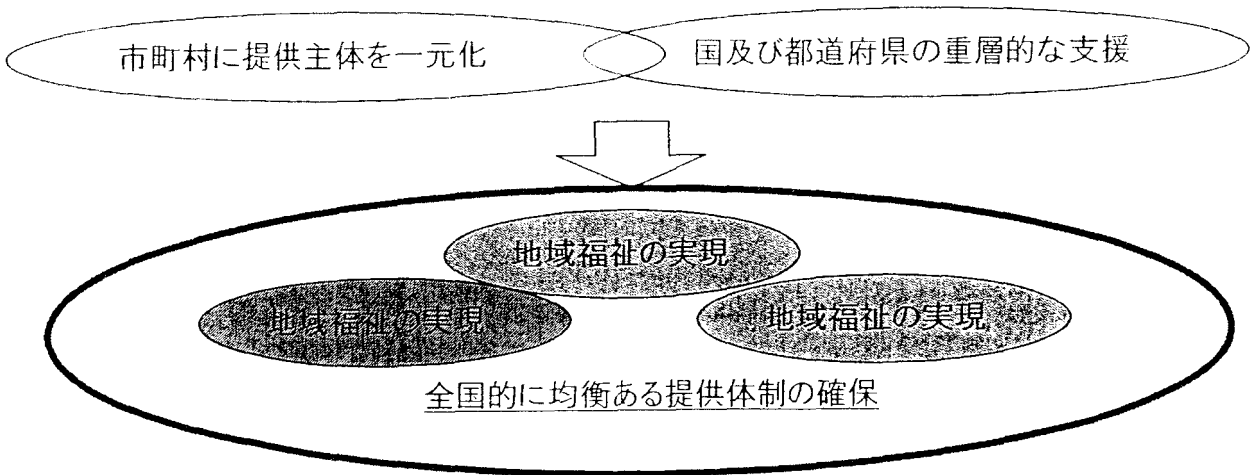 市町村に提供主体を一元化
国及び都道府県の重層的な支援
地域福祉の実現
地域福祉の実現
地域福祉の実現
全国的に均衡ある提供体制の確保